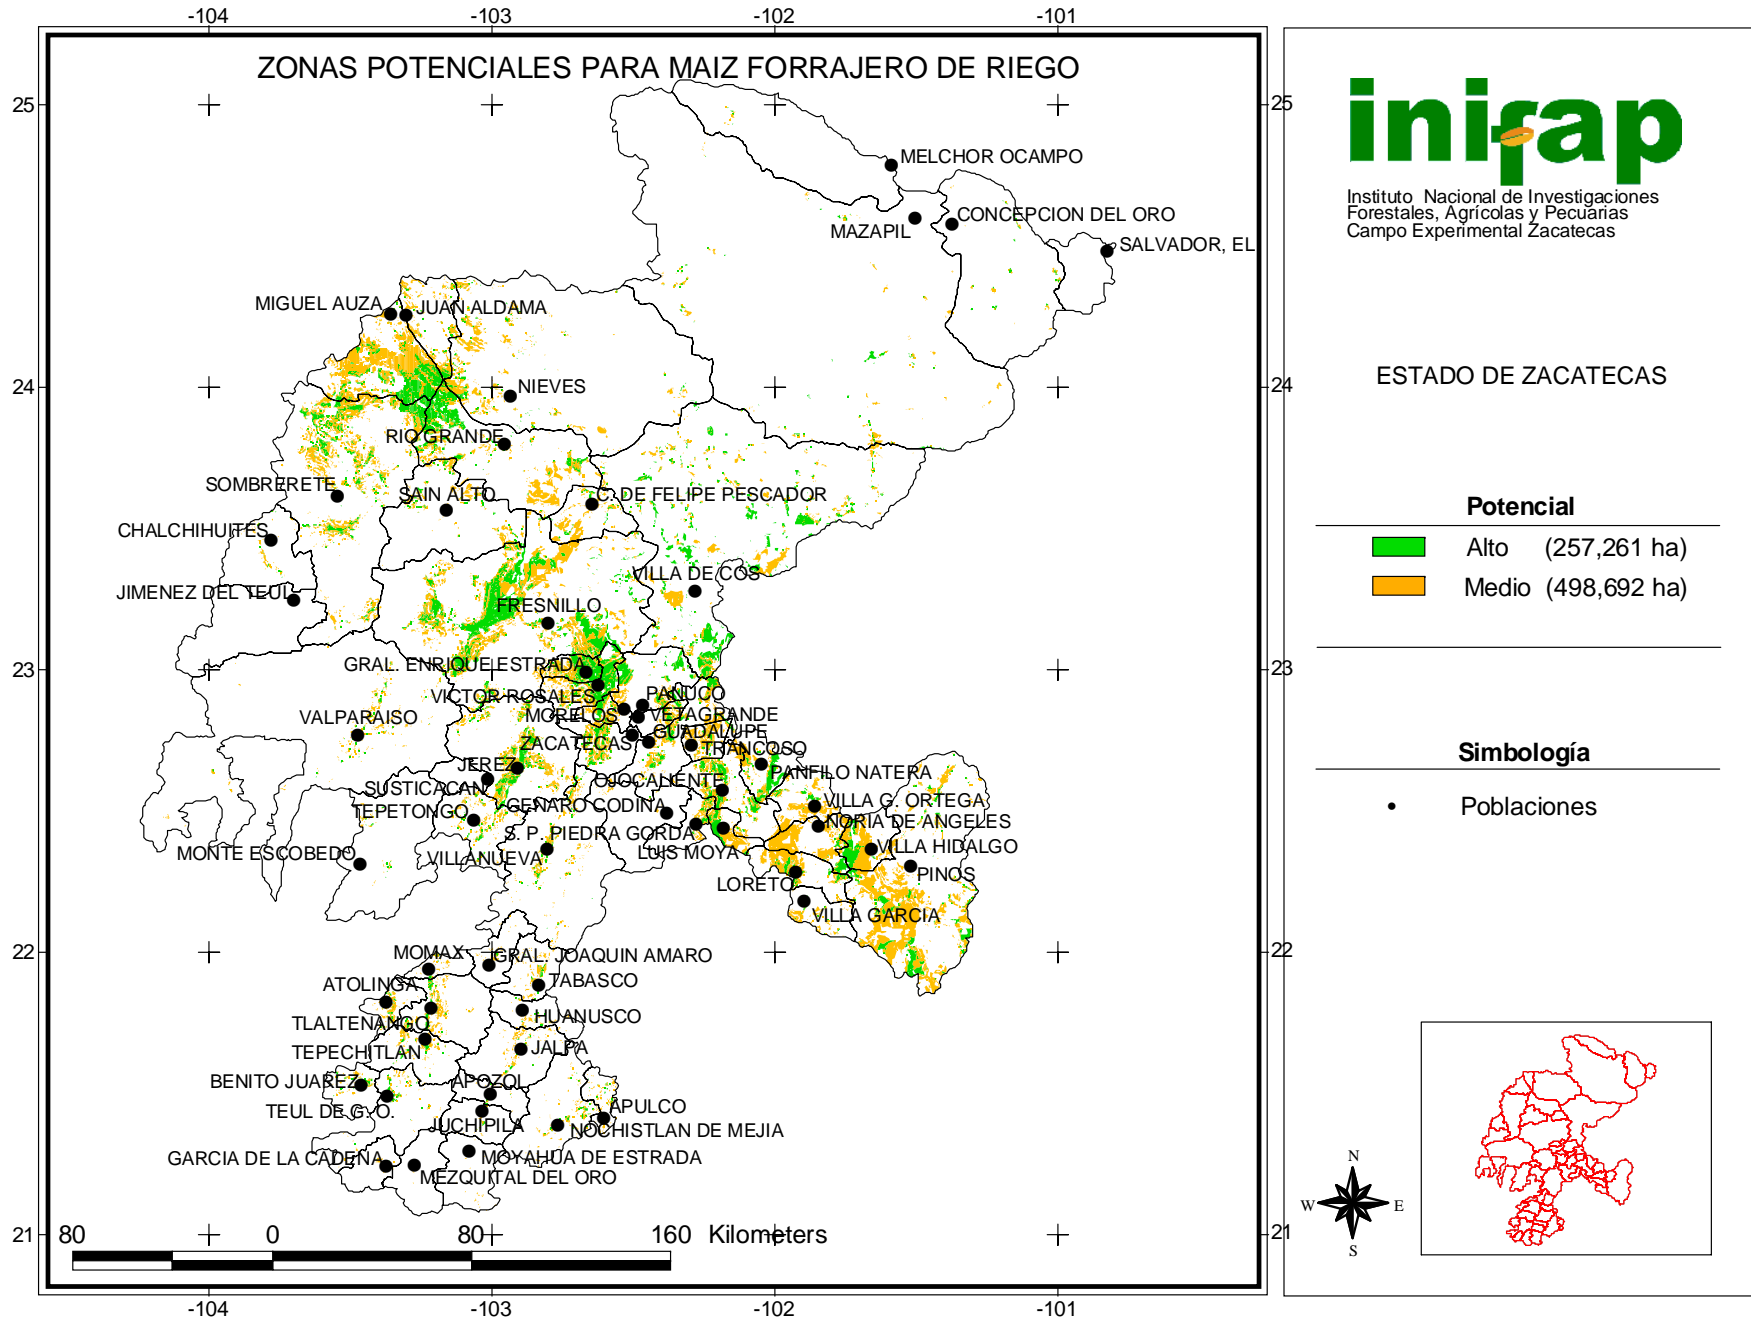 -104 -103 -102 -101
ZONAS POTENCIALES PARA MAIZ FORRAJERO DE RIEGO
25 25
MELCHOR OCAMPO
CONCEPCION DEL ORO
MAZAPIL
SALVADOR, EL
MIGUEL AUZA
JUAN ALDAMA
24 24
NIEVES
RIO GRANDE
SOMBRERETE
SAIN ALTO
C. DE FELIPE PESCADOR
CHALCHIHUITES
VILLA DE COS
JIMENEZ DEL TEUL
FRESNILLO
23 23
GRAL. ENRIQUE ESTRADA
VICTOR ROSALES
PANUCO
MORELOS
VETAGRANDE
VALPARAISO
GUADALUPE
ZACATECAS
TRANCOSO
JEREZ
PANFILO NATERA
SUSTICACAN
OJOCALIENTE
TEPETONGO
GENARO CODINA
VILLA G. ORTEGA
NORIA DE ANGELES
S. P. PIEDRA GORDA
VILLA HIDALGO
MONTE ESCOBEDO
VILLANUEVA
LUIS MOYA
PINOS
LORETO
VILLA GARCIA
22 22
MOMAX
GRAL. JOAQUIN AMARO
ATOLINGA
TABASCO
TLALTENANGO
HUANUSCO
TEPECHITLAN
JALPA
BENITO JUAREZ
APOZOL
TEUL DE G. O.
APULCO
JUCHIPILA
NOCHISTLAN DE MEJIA
GARCIA DE LA CADENA
MOYAHUA DE ESTRADA
MEZQUITAL DEL ORO
21 21
80 0 80 160 Kilometers
-104 -103 -102 -101
inifap
Instituto Nacional de Investigaciones
Forestales, Agrícolas y Pecuarias
Campo Experimental Zacatecas
ESTADO DE ZACATECAS
Potencial
Alto (257,261 ha)
Medio (498,692 ha)
Simbología
Poblaciones
N
W E
S